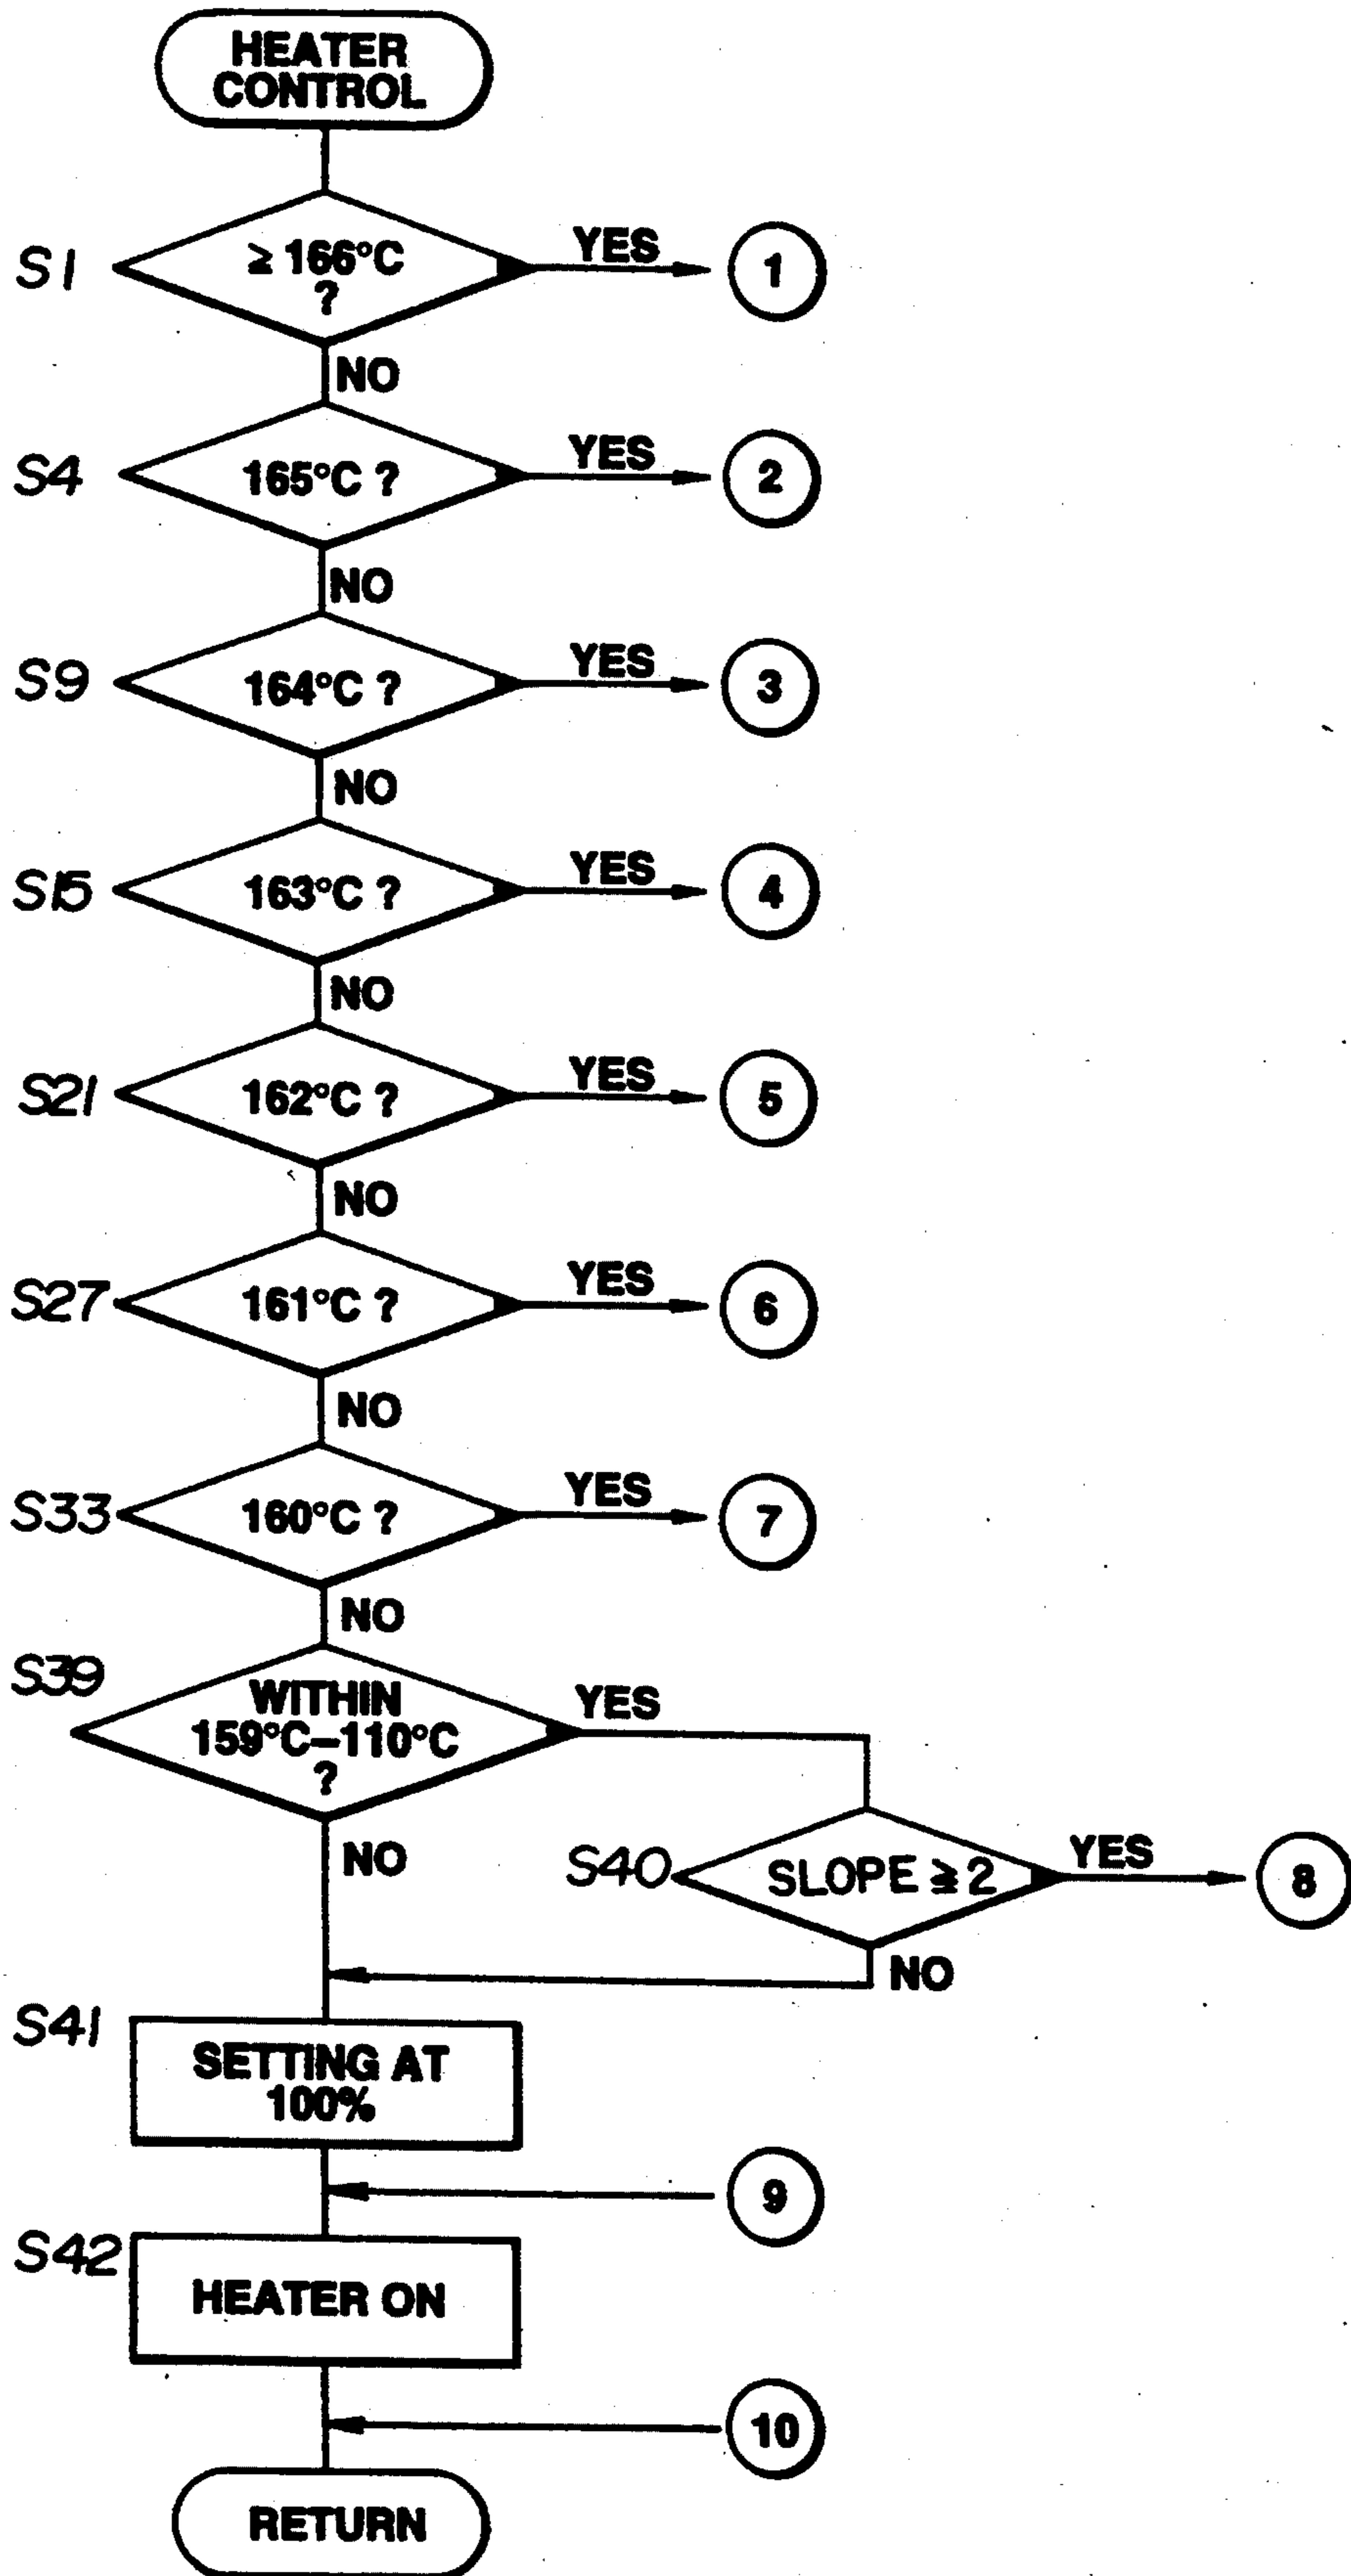 HEATER
CONTROL
S1
≥ 166°C
?
YES
1
NO
S4
165°C ?
YES
2
NO
S9
164°C ?
YES
3
NO
S15
163°C ?
YES
4
NO
S21
162°C ?
YES
5
NO
S27
161°C ?
YES
6
NO
S33
160°C ?
YES
7
NO
S39
WITHIN
159°C–110°C
?
YES
NO
S40
SLOPE ≧ 2
YES
8
NO
S41
SETTING AT
100%
9
S42
HEATER ON
10
RETURN